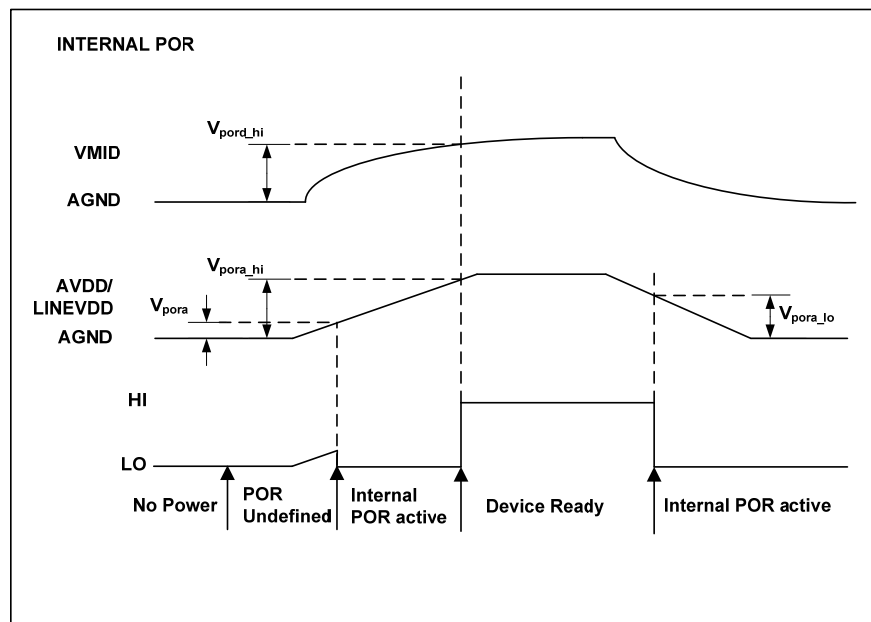 INTERNAL POR
Vpord_hi
VMID
AGND
Vpora_hi
AVDD/
LINEVDD
Vpora
AGND
Vpora_lo
HI
LO
No Power
POR
Undefined
Internal
POR active
Device Ready
Internal POR active